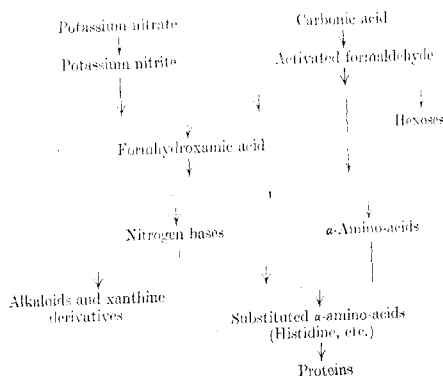 Potassium nitrate
Carbonic acid
Potassium nitrite
Activated formaldehyde
Hexoses
Formhydroxamic acid
Nitrogen bases
α-Amino-acids
Alkaloids and xanthine
derivatives
Substituted α-amino-acids
(Histidine, etc.)
Proteins